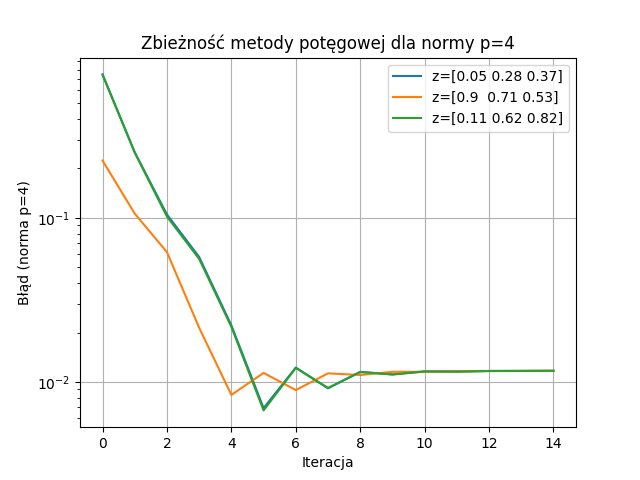 Zbieżność metody potęgowej dla normy p=4
z=[0.05 0.28 0.37]
z=[0.9  0.71 0.53]
z=[0.11 0.62 0.82]
Błąd (norma p=4)
10⁻¹
10⁻²
0 2 4 6 8 10 12 14
Iteracja